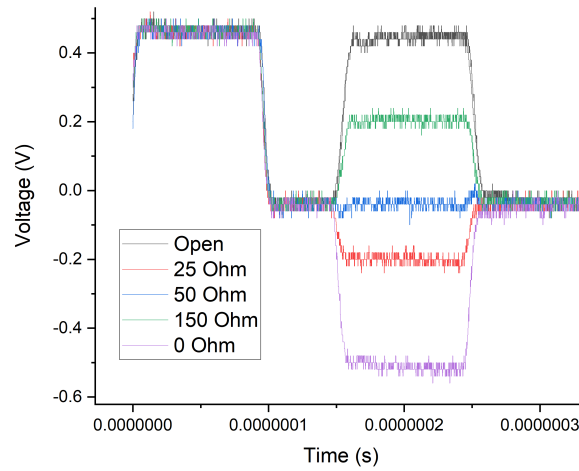 0.4
0.2
0.0
-0.2
-0.4
-0.6
Voltage (V)
Open
25 Ohm
50 Ohm
150 Ohm
0 Ohm
0.0000000
0.0000001
0.0000002
0.0000003
Time (s)